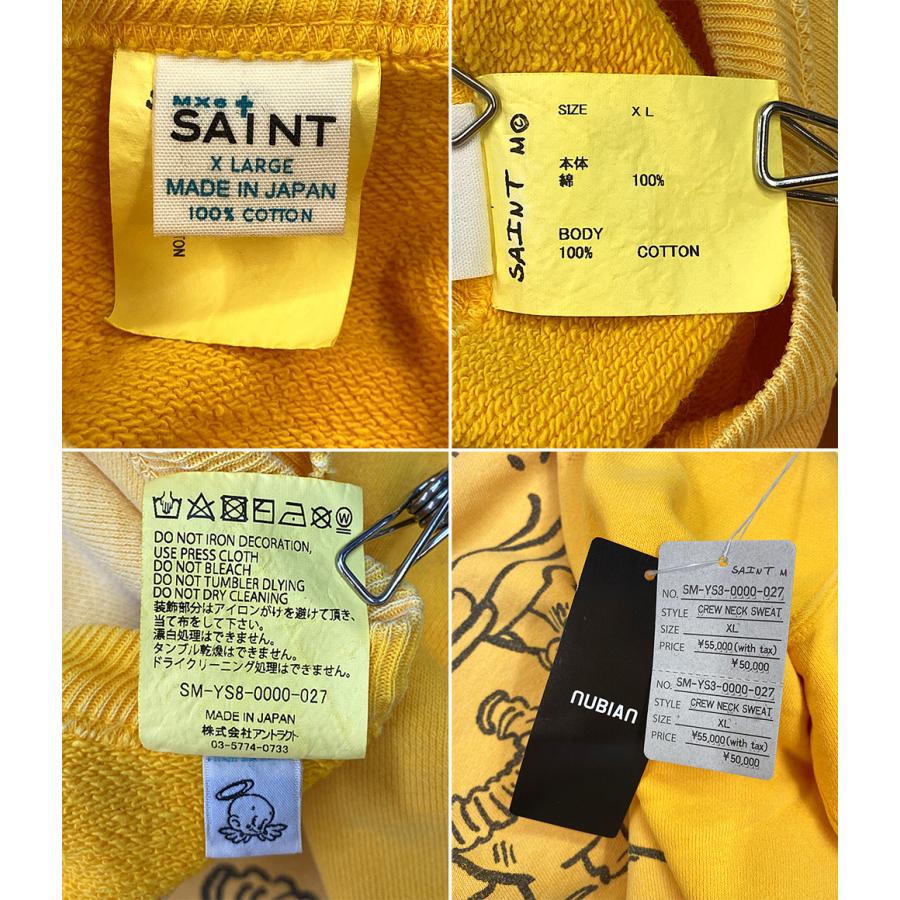 MX6
SAINT
X LARGE
MADE IN JAPAN
100% COTTON
SAINT M©
SIZE XL
本体
綿 100%
BODY
100% COTTON
DO NOT IRON DECORATION,
USE PRESS CLOTH
DO NOT BLEACH
DO NOT TUMBLER DLYING
DO NOT DRY CLEANING
装飾部分はアイロンがけを避けて頂き、
当て布をして下さい。
漂白処理はできません。
タンブル乾燥はできません。
ドライクリーニング処理はできません。
SM-YS8-0000-027
MADE IN JAPAN
株式会社アントラクト
03-5774-0733
NUBIAN
SAINT M
NO. SM-YS3-0000-027
STYLE CREW NECK SWEAT
SIZE XL
PRICE ¥55,000(with tax)
¥50,000
NO. SM-YS3-0000-027
STYLE CREW NECK SWEAT
SIZE XL
PRICE ¥55,000(with tax)
¥50,000